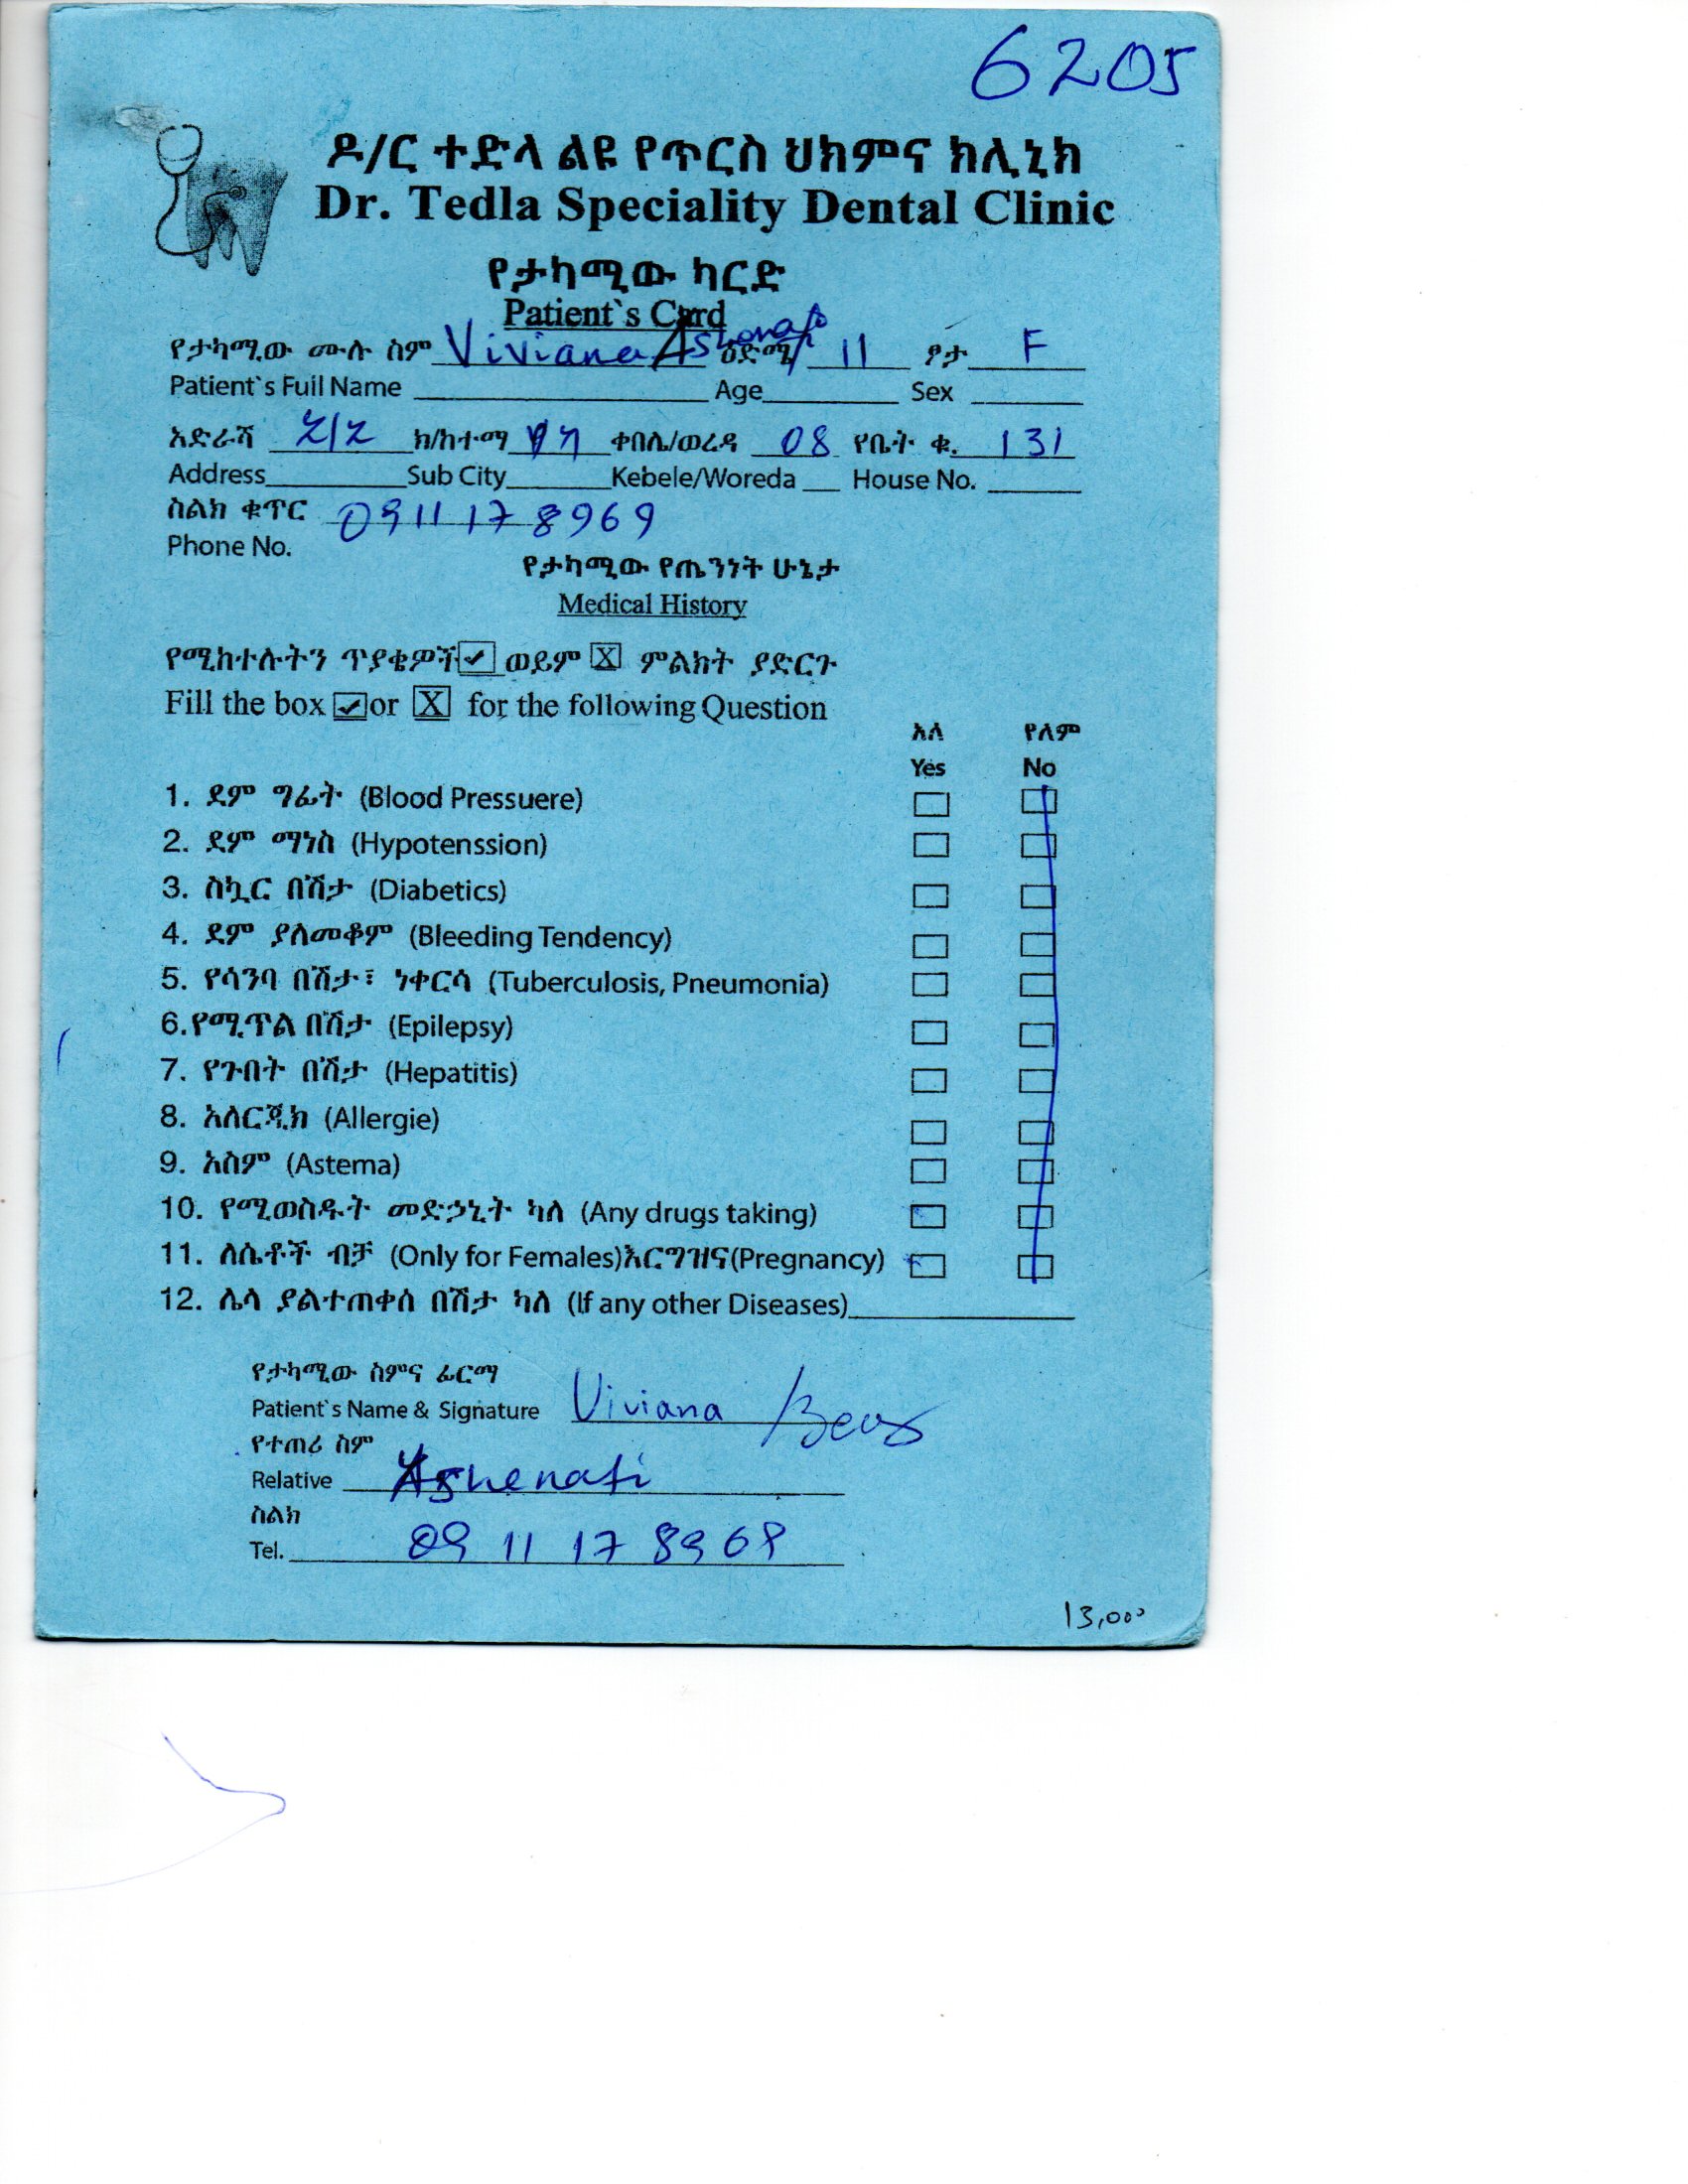 6205
ዶ/ር ተድላ ልዩ የጥርስ ህክምና ክሊኒክ
Dr. Tedla Speciality Dental Clinic
የታካሚው ካርድ
Patient`s Card
የታካሚው ሙሉ ስም Viviana Ashenafi ዕድሜ 11 ፆታ F
Patient`s Full Name Age Sex
አድራሻ ክ/ከተማ ቀበሌ/ወረዳ 08 የቤት ቁ. 131
Address Sub City Kebele/Woreda House No.
ስልክ ቁጥር 0911 17 8969
Phone No.
የታካሚው የጤንነት ሁኔታ
Medical History
የሚከተሉትን ጥያቄዎች ✓ ወይም X ምልክት ያድርጉ
Fill the box ✓ or X for the following Question
አለ የለም
Yes No
1. ደም ግፊት (Blood Pressuere)
2. ደም ማነስ (Hypotenssion)
3. ስኳር በሽታ (Diabetics)
4. ደም ያለመቆም (Bleeding Tendency)
5. የሳንባ በሽታ፣ ነቀርሳ (Tuberculosis, Pneumonia)
6.የሚጥል በሽታ (Epilepsy)
7. የጉበት በሽታ (Hepatitis)
8. አለርጂክ (Allergie)
9. አስም (Astema)
10. የሚወስዱት መድኃኒት ካለ (Any drugs taking)
11. ለሴቶች ብቻ (Only for Females)እርግዝና(Pregnancy)
12. ሌላ ያልተጠቀሰ በሽታ ካለ (If any other Diseases)
የታካሚው ስምና ፊርማ
Patient`s Name & Signature Viviana
የተጠሪ ስም
Relative Ashenafi
ስልክ
Tel. 09 11 17 8969
13,000